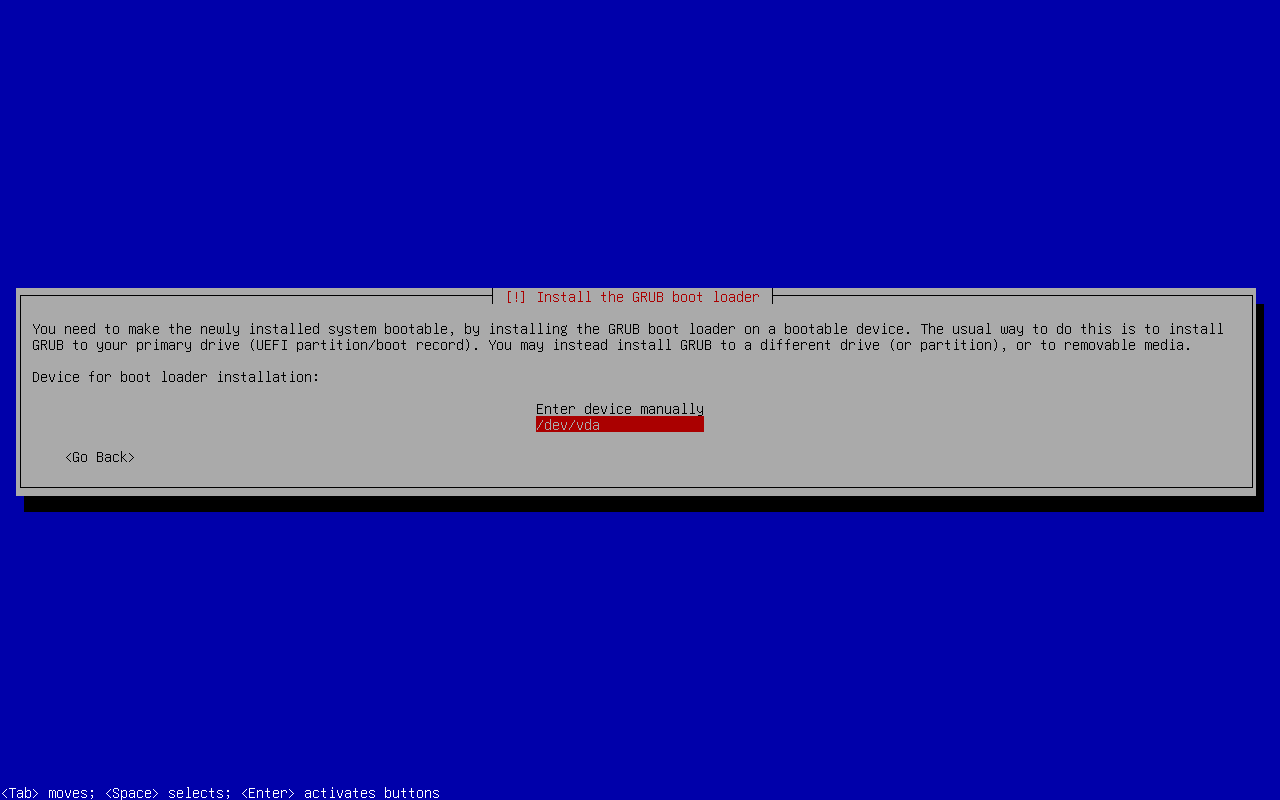 [!] Install the GRUB boot loader
You need to make the newly installed system bootable, by installing the GRUB boot loader on a bootable device. The usual way to do this is to install
GRUB to your primary drive (UEFI partition/boot record). You may instead install GRUB to a different drive (or partition), or to removable media.
Device for boot loader installation:
Enter device manually
/dev/vda
<Go Back>
<Tab> moves; <Space> selects; <Enter> activates buttons